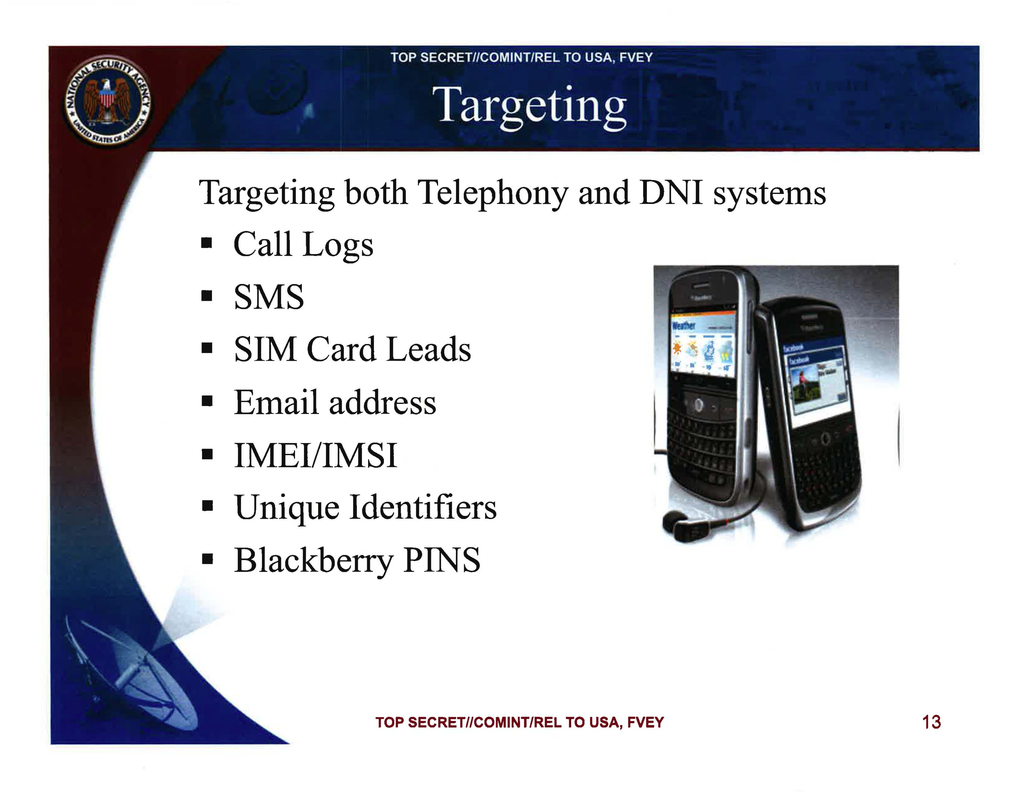 TOP SECRET//COMINT/REL TO USA, FVEY
NATIONAL SECURITY AGENCY
UNITED STATES OF AMERICA
Targeting
Targeting both Telephony and DNI systems
▪ Call Logs
▪ SMS
▪ SIM Card Leads
▪ Email address
▪ IMEI/IMSI
▪ Unique Identifiers
▪ Blackberry PINS
BlackBerry
Weather
facebook
facebook
TOP SECRET//COMINT/REL TO USA, FVEY
13